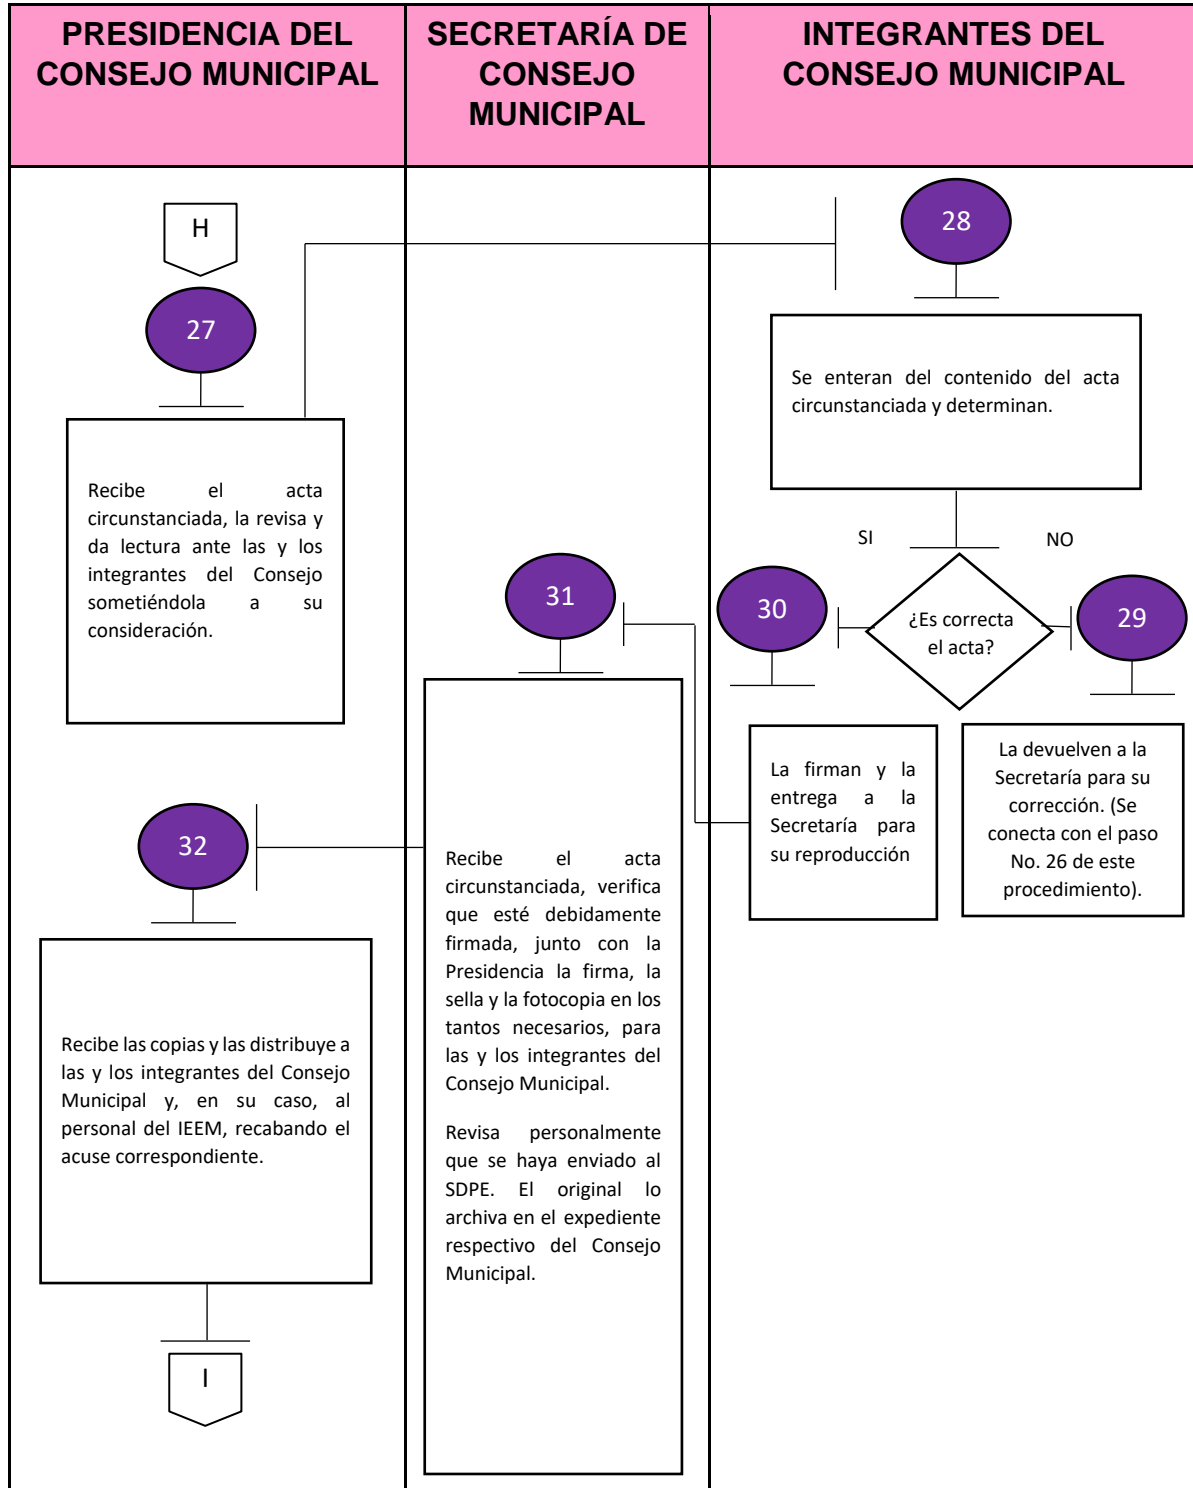 PRESIDENCIA DEL
CONSEJO MUNICIPAL
SECRETARÍA DE
CONSEJO
MUNICIPAL
INTEGRANTES DEL
CONSEJO MUNICIPAL
H
27
Recibe el acta
circunstanciada, la revisa y
da lectura ante las y los
integrantes del Consejo
sometiéndola a su
consideración.
28
Se enteran del contenido del acta
circunstanciada y determinan.
SI
NO
¿Es correcta
el acta?
29
La devuelven a la
Secretaría para su
corrección. (Se
conecta con el paso
No. 26 de este
procedimiento).
30
La firman y la
entrega a la
Secretaría para
su reproducción
31
Recibe el acta
circunstanciada, verifica
que esté debidamente
firmada, junto con la
Presidencia la firma, la
sella y la fotocopia en los
tantos necesarios, para
las y los integrantes del
Consejo Municipal.
Revisa personalmente
que se haya enviado al
SDPE. El original lo
archiva en el expediente
respectivo del Consejo
Municipal.
32
Recibe las copias y las distribuye a
las y los integrantes del Consejo
Municipal y, en su caso, al
personal del IEEM, recabando el
acuse correspondiente.
I